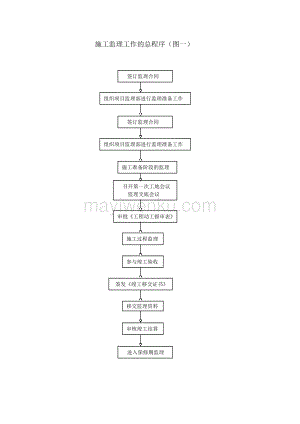 施工监理工作的总程序（图一）
签订监理合同
组织项目监理部进行监理准备工作
签订监理合同
组织项目监理部进行监理准备工作
施工准备阶段的监理
召开第一次工地会议
监理交底会议
审核《工程动工报审表》
施工过程监理
参与竣工验收
签发《竣工移交证书》
移交监理资料
审核竣工结算
进入保修期监理
mayiwenku.com